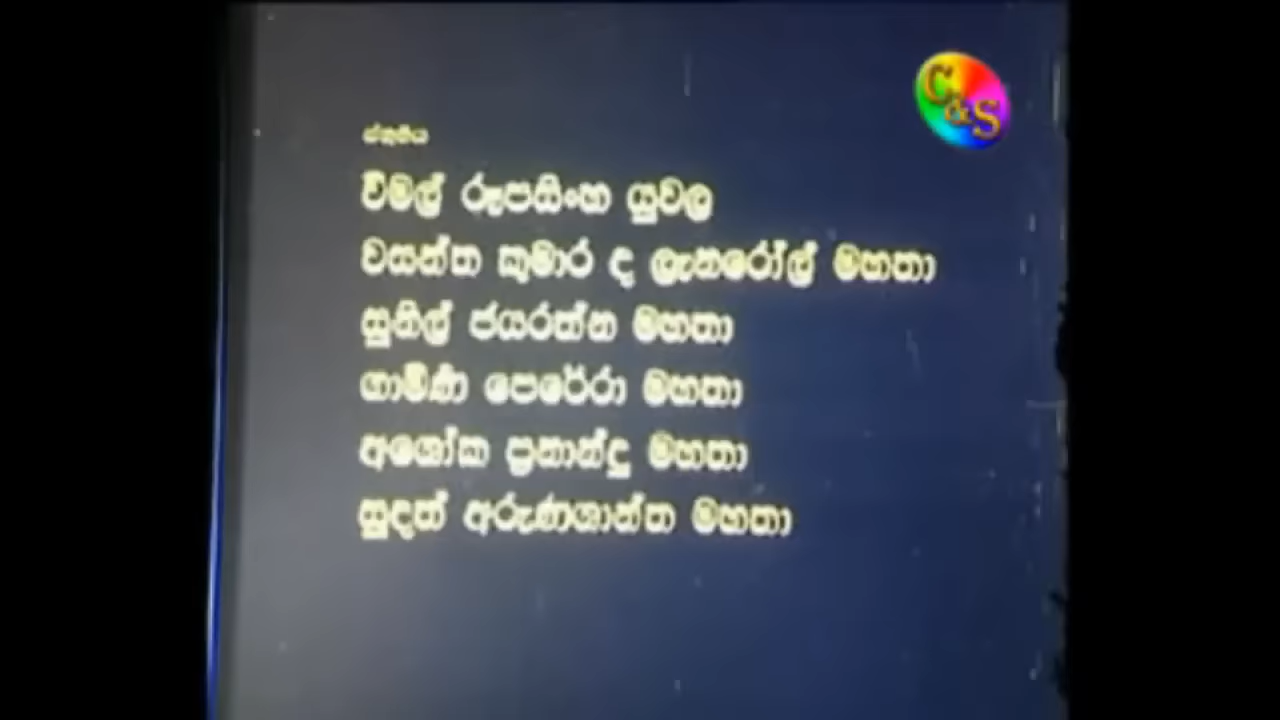 ස්තුතිය
විමල් රූපසිංහ යුවල
වසන්ත කුමාර ද ලැනරෝල් මහතා
සුනිල් ජයරත්න මහතා
ගාමිණී පෙරේරා මහතා
අශෝක ප්‍රනාන්දු මහතා
සුදත් අරුණශාන්ත මහතා
C&S